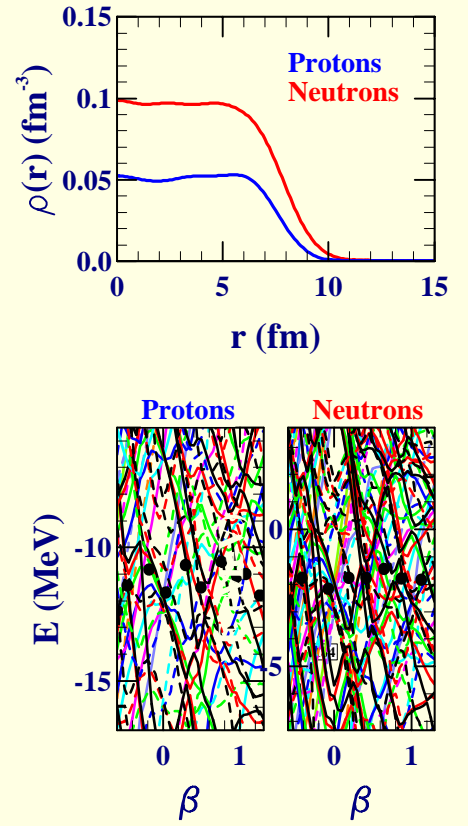 0.15
Protons
Neutrons
0.1
0.05
0.0
ρ(r) (fm⁻³)
0 5 10 15
r (fm)
Protons Neutrons
E (MeV)
-10
-15
0
-5
0 1 0 1
β β